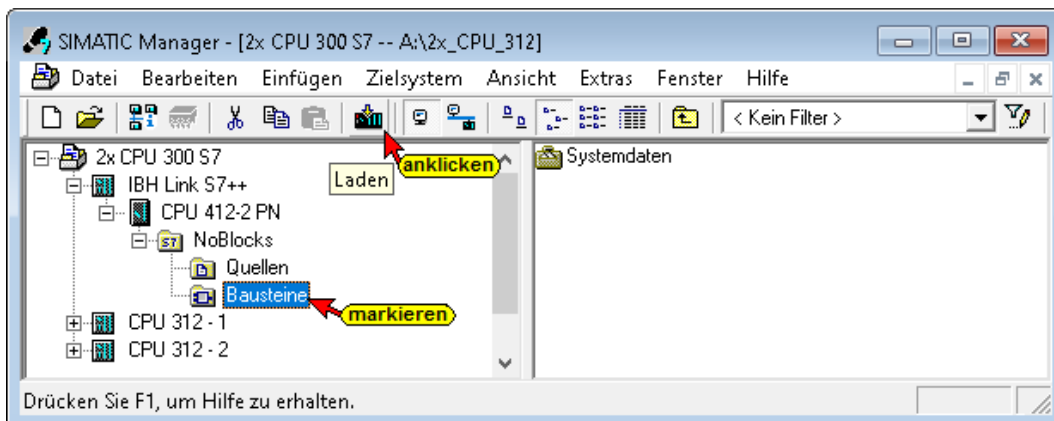 SIMATIC Manager - [2x CPU 300 S7 -- A:\2x_CPU_312]
Datei Bearbeiten Einfügen Zielsystem Ansicht Extras Fenster Hilfe
< Kein Filter >
2x CPU 300 S7
anklicken
Systemdaten
IBH Link S7++
Laden
CPU 412-2 PN
S7 NoBlocks
Quellen
Bausteine
markieren
CPU 312 - 1
CPU 312 - 2
Drücken Sie F1, um Hilfe zu erhalten.